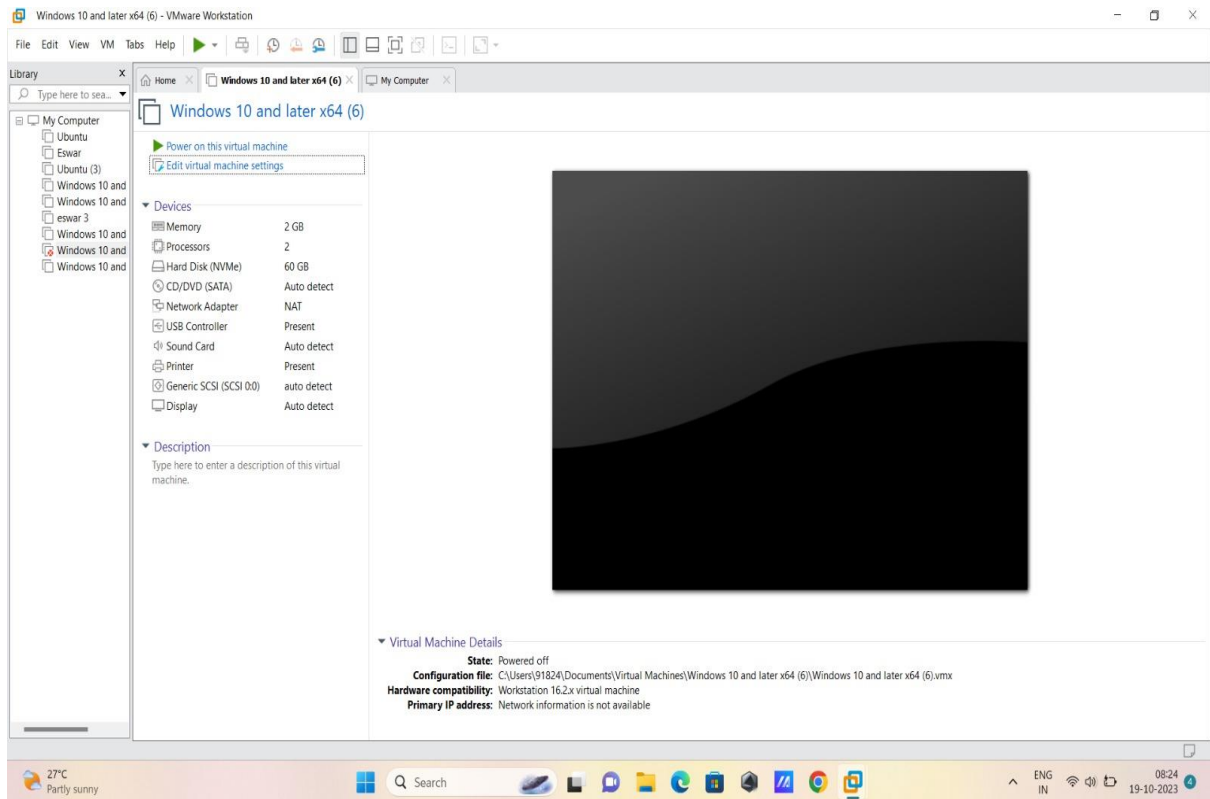 Windows 10 and later x64 (6) - VMware Workstation
File Edit View VM Tabs Help
Library X
Type here to sea...
My Computer
Ubuntu
Eswar
Ubuntu (3)
Windows 10 and
Windows 10 and
eswar 3
Windows 10 and
Windows 10 and
Windows 10 and
Home Windows 10 and later x64 (6) My Computer
Windows 10 and later x64 (6)
Power on this virtual machine
Edit virtual machine settings
Devices
Memory 2 GB
Processors 2
Hard Disk (NVMe) 60 GB
CD/DVD (SATA) Auto detect
Network Adapter NAT
USB Controller Present
Sound Card Auto detect
Printer Present
Generic SCSI (SCSI 0:0) auto detect
Display Auto detect
Description
Type here to enter a description of this virtual
machine.
Virtual Machine Details
State: Powered off
Configuration file: C:\Users\91824\Documents\Virtual Machines\Windows 10 and later x64 (6)\Windows 10 and later x64 (6).vmx
Hardware compatibility: Workstation 16.2.x virtual machine
Primary IP address: Network information is not available
27°C
Partly sunny
Search
ENG
IN
08:24
19-10-2023
4